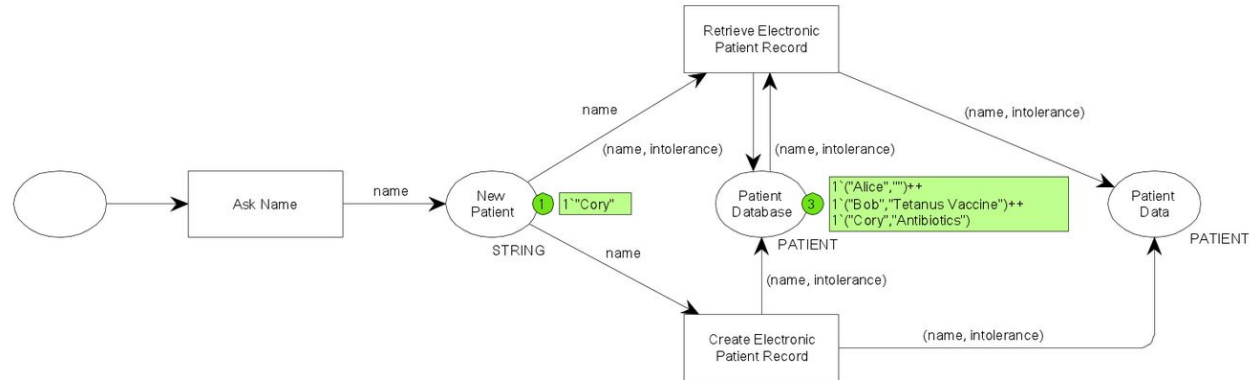 Retrieve Electronic
Patient Record
name
(name, intolerance)
(name, intolerance)
(name, intolerance)
Ask Name
name
New
Patient
1
1`"Cory"
STRING
Patient
Database
3
1`("Alice","")++
1`("Bob","Tetanus Vaccine")++
1`("Cory","Antibiotics")
PATIENT
Patient
Data
PATIENT
name
(name, intolerance)
Create Electronic
Patient Record
(name, intolerance)